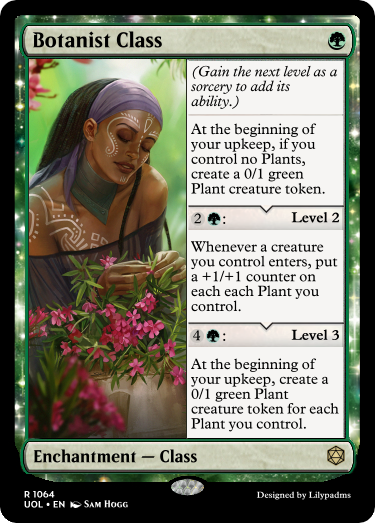 Botanist Class
(Gain the next level as a
sorcery to add its
ability.)
At the beginning of
your upkeep, if you
control no Plants,
create a 0/1 green
Plant creature token.
2 : Level 2
Whenever a creature
you control enters, put
a +1/+1 counter on
each each Plant you
control.
4 : Level 3
At the beginning of
your upkeep, create a
0/1 green Plant
creature token for each
Plant you control.
Enchantment — Class
R 1064
UOL • EN SAM HOGG
Designed by Lilypadms